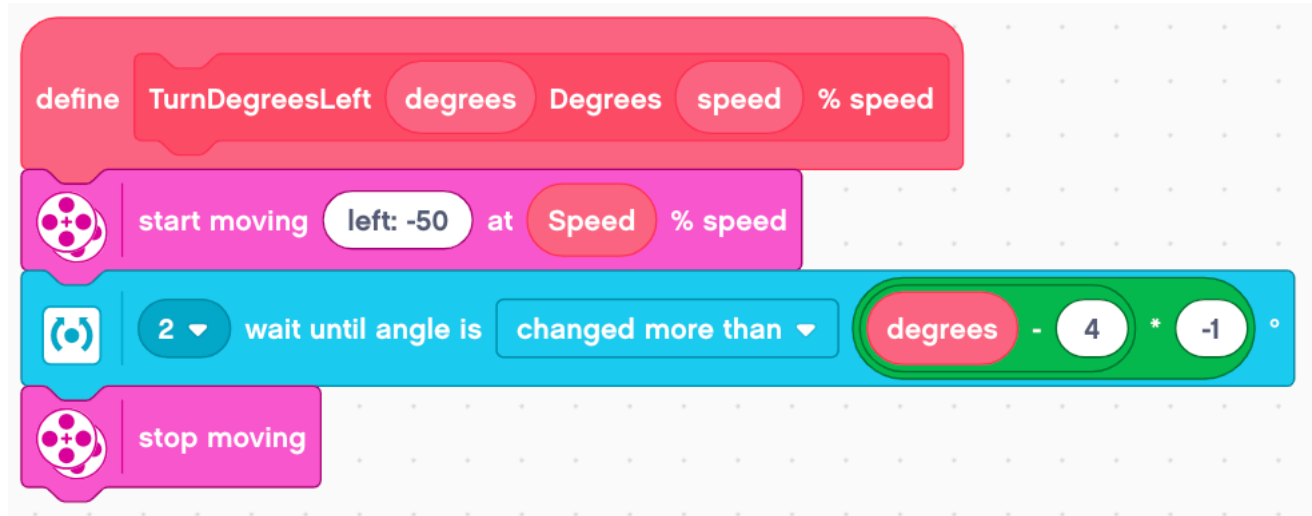 define TurnDegreesLeft degrees Degrees speed % speed
start moving left: -50 at Speed % speed
2 wait until angle is changed more than degrees - 4 * -1 °
stop moving